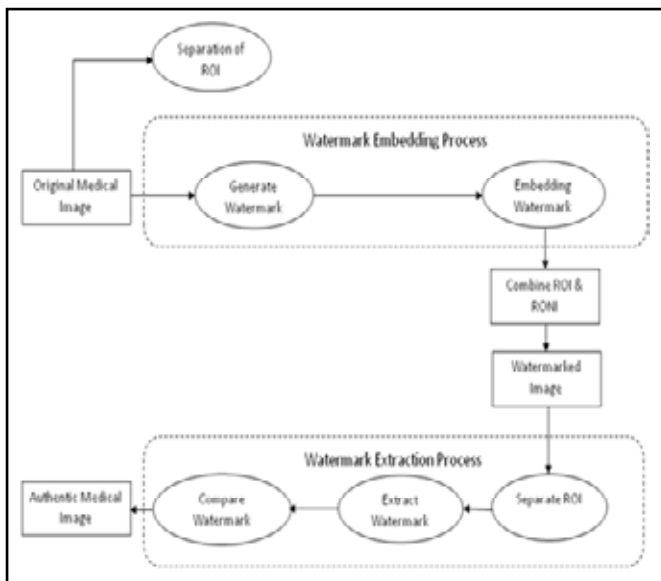 Separation of
ROI
Watermark Embedding Process
Original Medical
Image
Generate
Watermark
Embedding
Watermark
Combine ROI &
RONI
Watermarked
Image
Watermark Extraction Process
Authentic Medical
Image
Compare
Watermark
Extract
Watermark
Separate ROI